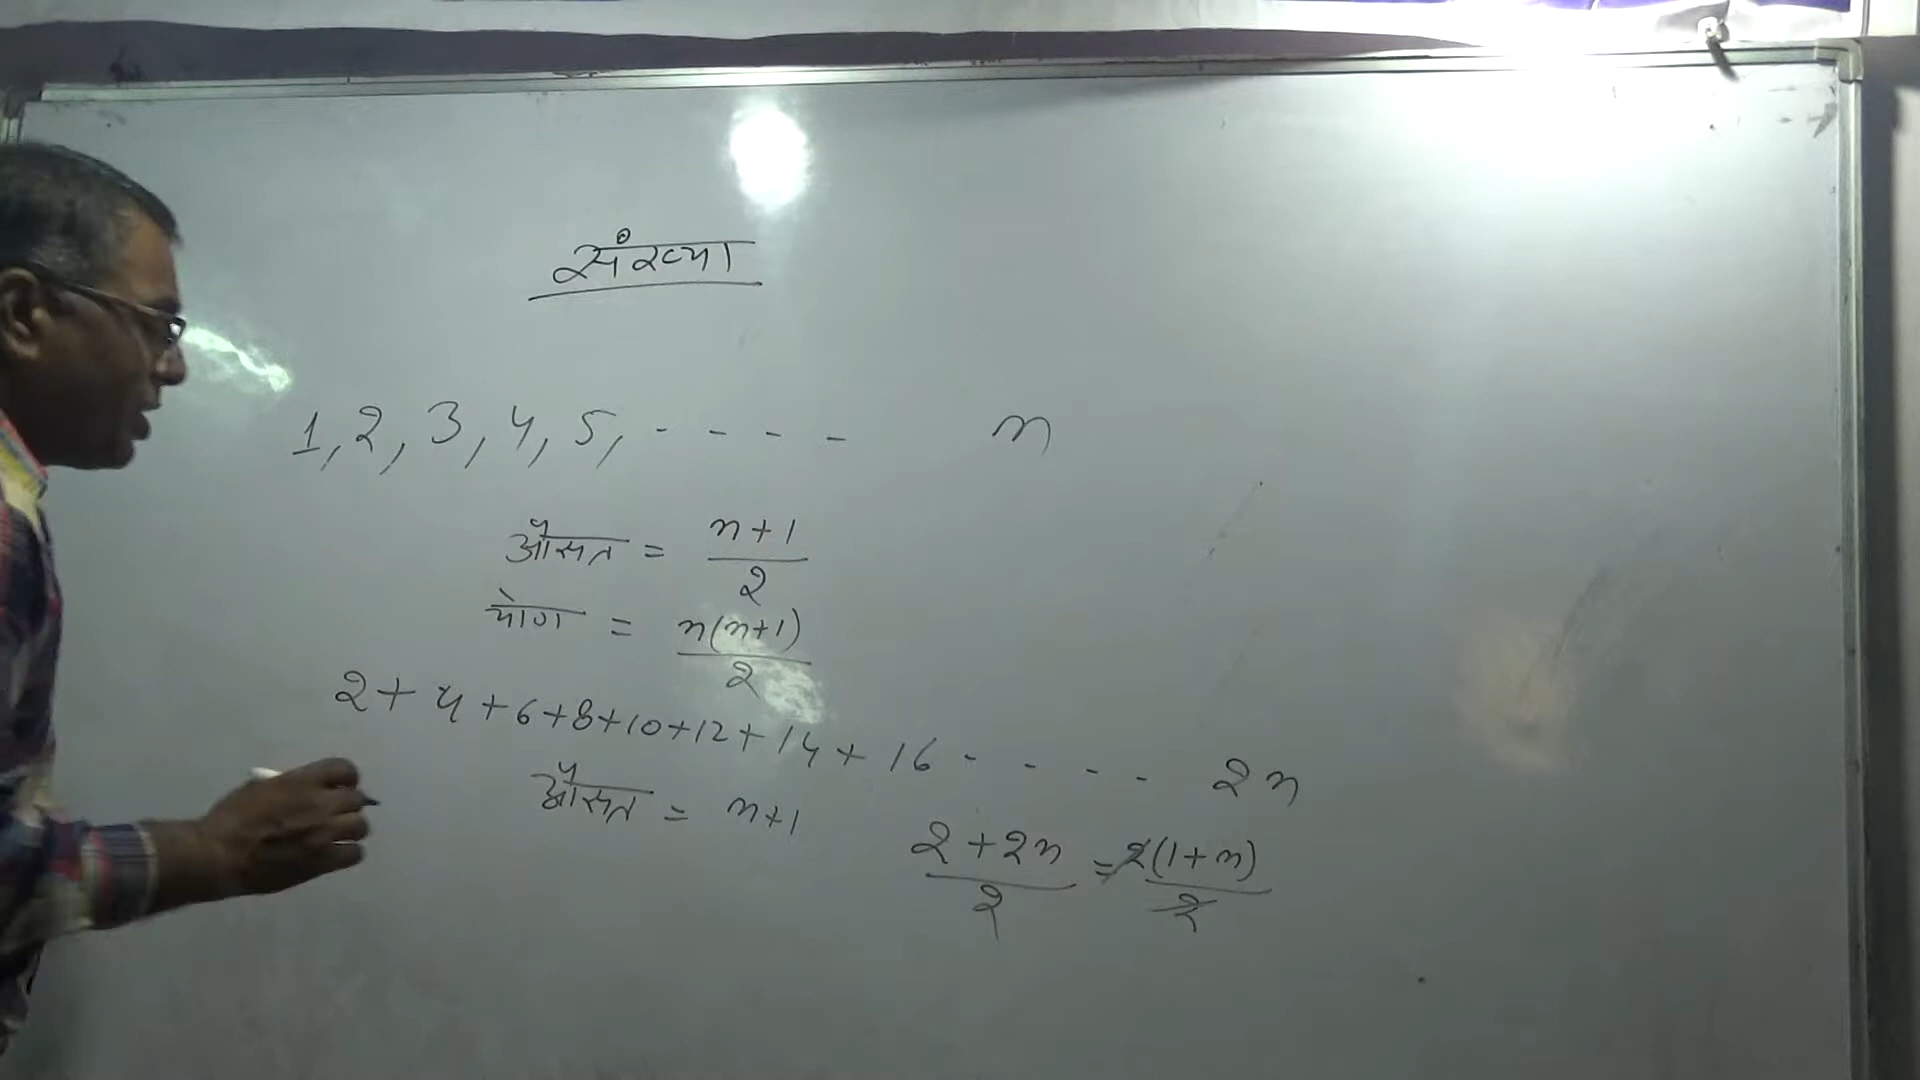 संख्या
1, 2, 3, 4, 5, - - - - n
औसत = n+1/2
योग = n(n+1)/2
2+4+6+8+10+12+14+16 - - - - 2n
औसत = n+1
2+2n/2 = 2(1+n)/2